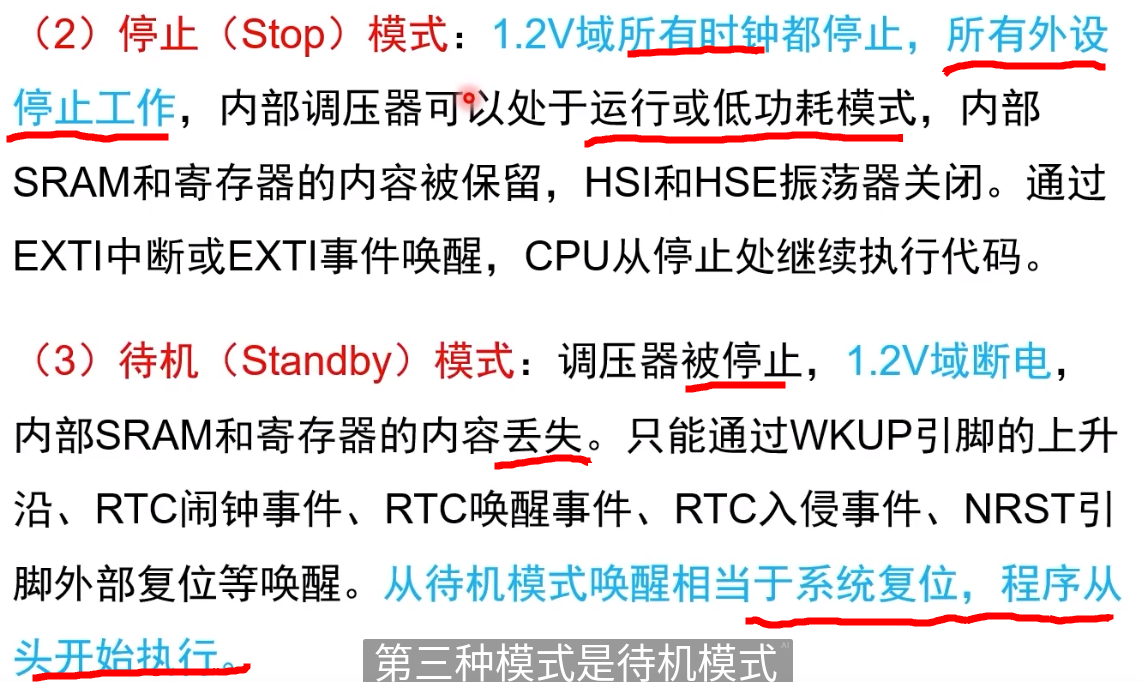 （2）停止（Stop）模式：1.2V域所有时钟都停止，所有外设
停止工作，内部调压器可以处于运行或低功耗模式，内部
SRAM和寄存器的内容被保留，HSI和HSE振荡器关闭。通过
EXTI中断或EXTI事件唤醒，CPU从停止处继续执行代码。
（3）待机（Standby）模式：调压器被停止，1.2V域断电，
内部SRAM和寄存器的内容丢失。只能通过WKUP引脚的上升
沿、RTC闹钟事件、RTC唤醒事件、RTC入侵事件、NRST引
脚外部复位等唤醒。从待机模式唤醒相当于系统复位，程序从
头开始执行。
第三种模式是待机模式
AI